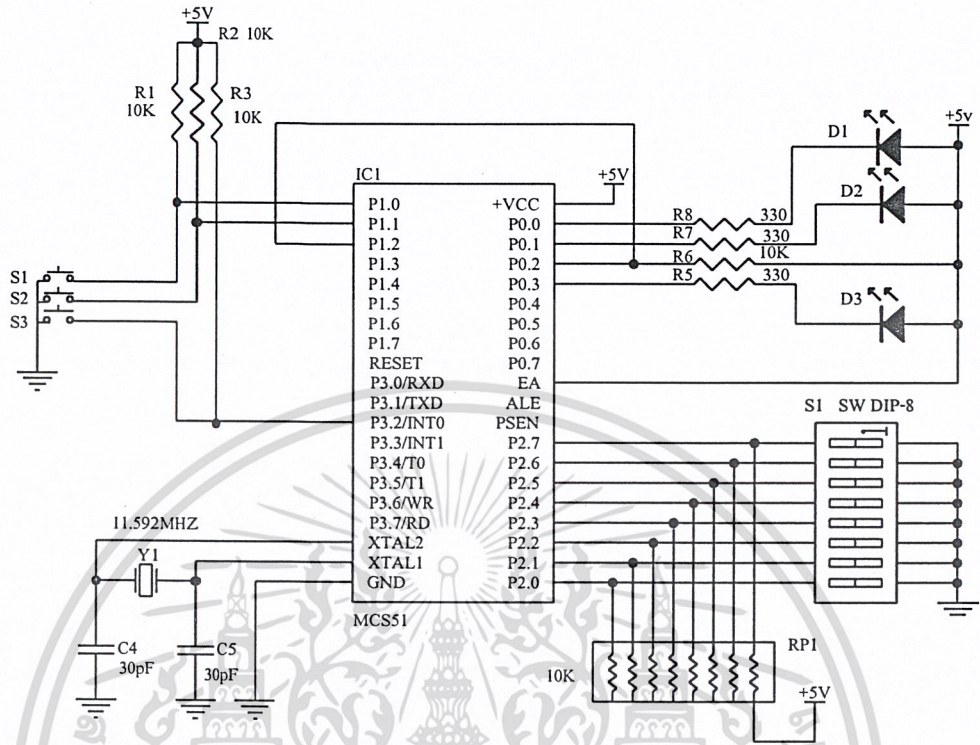 +5V
R2 10K
R1
10K
R3
10K
S1
S2
S3
IC1
P1.0
P1.1
P1.2
P1.3
P1.4
P1.5
P1.6
P1.7
RESET
P3.0/RXD
P3.1/TXD
P3.2/INT0
P3.3/INT1
P3.4/T0
P3.5/T1
P3.6/WR
P3.7/RD
XTAL2
XTAL1
GND
MCS51
+VCC
P0.0
P0.1
P0.2
P0.3
P0.4
P0.5
P0.6
P0.7
EA
ALE
PSEN
P2.7
P2.6
P2.5
P2.4
P2.3
P2.2
P2.1
P2.0
+5V
R8 330
R7 330
R6 10K
R5 330
D1
D2
D3
+5v
S1 SW DIP-8
11.592MHZ
Y1
C4
30pF
C5
30pF
10K
RP1
+5V